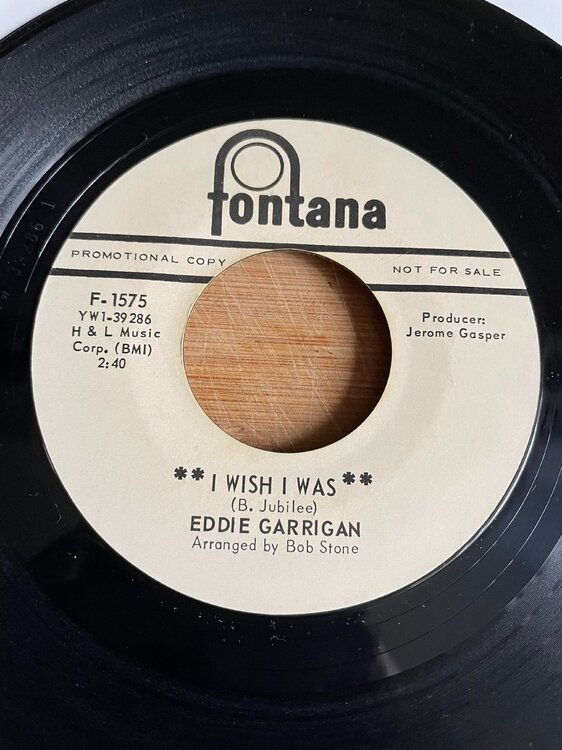 fontana
PROMOTIONAL COPY
NOT FOR SALE
F-1575
YW1-39286
H & L Music
Corp. (BMI)
2:40
Producer:
Jerome Gasper
**I WISH I WAS**
(B. Jubilee)
EDDIE GARRIGAN
Arranged by Bob Stone